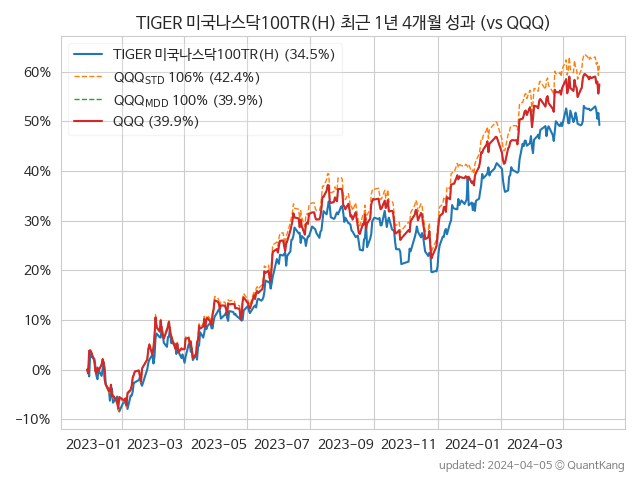 TIGER 미국나스닥100TR(H) 최근 1년 4개월 성과 (vs QQQ)
TIGER 미국나스닥100TR(H) (34.5%)
QQQSTD 106% (42.4%)
QQQMDD 100% (39.9%)
QQQ (39.9%)
60%
50%
40%
30%
20%
10%
0%
−10%
2023−01 2023−03 2023−05 2023−07 2023−09 2023−11 2024−01 2024−03
updated: 2024-04-05 © QuantKang